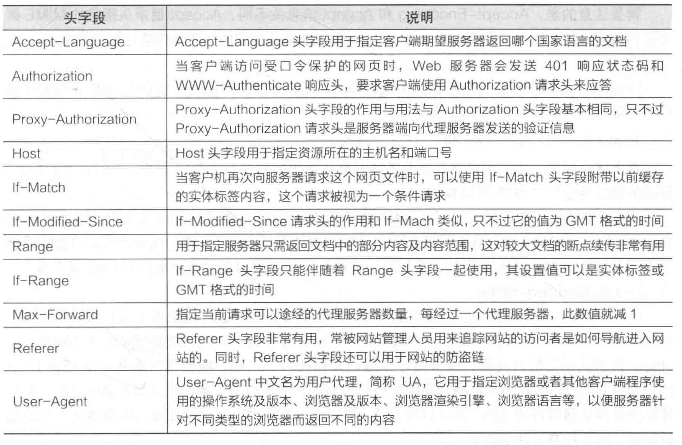 头字段 说明
Accept-Language Accept-Language 头字段用于指定客户端期望服务器返回哪个国家语言的文档
Authorization 当客户端访问受口令保护的网页时，Web 服务器会发送 401 响应状态码和
WWW-Authenticate 响应头，要求客户端使用 Authorization 请求头来应答
Proxy-Authorization Proxy-Authorization 头字段的作用与用法与 Authorization 头字段基本相同，只不过
Proxy-Authorization 请求头是服务器端向代理服务器发送的验证信息
Host Host 头字段用于指定资源所在的主机名和端口号
If-Match 当客户机再次向服务器请求这个网页文件时，可以使用 If-Match 头字段附带以前缓存
的实体标签内容，这个请求被视为一个条件请求
If-Modified-Since If-Modified-Since 请求头的作用和 If-Mach 类似，只不过它的值为 GMT 格式的时间
Range 用于指定服务器只需返回文档中的部分内容及内容范围，这对较大文档的断点续传非常有用
If-Range If-Range 头字段只能伴随着 Range 头字段一起使用，其设置值可以是实体标签或
GMT 格式的时间
Max-Forward 指定当前请求可以途经的代理服务器数量，每经过一个代理服务器，此数值就减 1
Referer Referer 头字段非常有用，常被网站管理人员用来追踪网站的访问者是如何导航进入网
站的。同时，Referer 头字段还可以用于网站的防盗链
User-Agent User-Agent 中文名为用户代理，简称 UA，它用于指定浏览器或者其他客户端程序使
用的操作系统及版本、浏览器及版本、浏览器渲染引擎、浏览器语言等，以便服务器针
对不同类型的浏览器而返回不同的内容